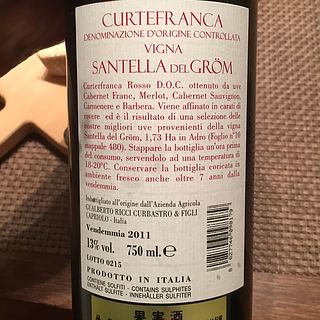 CURTEFRANCA
DENOMINAZIONE D'ORIGINE CONTROLLATA
VIGNA
SANTELLA DEL GRÖM
Curtefranca Rosso D.O.C. ottenuto da uve
Cabernet Franc, Merlot, Cabernet Sauvignon,
Carmenere e Barbera. Viene affinato in carati di
rovere ed è il risultato di una selezione delle
nostre migliori uve provenienti della vigna
Santella del Gröm, 1,73 Ha in Adro (Foglio n°10
mappale 480). Stappare la bottiglia un'ora prima
del consumo, servendolo ad una temperatura di
18-20°C. Conservare la bottiglia coricata in
ambiente fresco anche oltre 7 anni dalla
vendemmia.
Imbottigliato all'origine dall'Azienda Agricola
GUALBERTO RICCI CURBASTRO & FIGLI
CAPRIOLO - Italia
Vendemmia 2011
13% vol. 750 ml. e
LOTTO 0215
PRODOTTO IN ITALIA
CONTIENE SOLFITI - CONTAINS SULPHITES
ENTHÄLT SULFITE - INNEHÅLLER SULFITER
果実酒